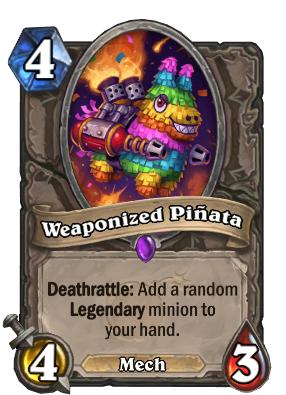 4
Weaponized Piñata
Deathrattle: Add a random
Legendary minion to
your hand.
4
Mech
3